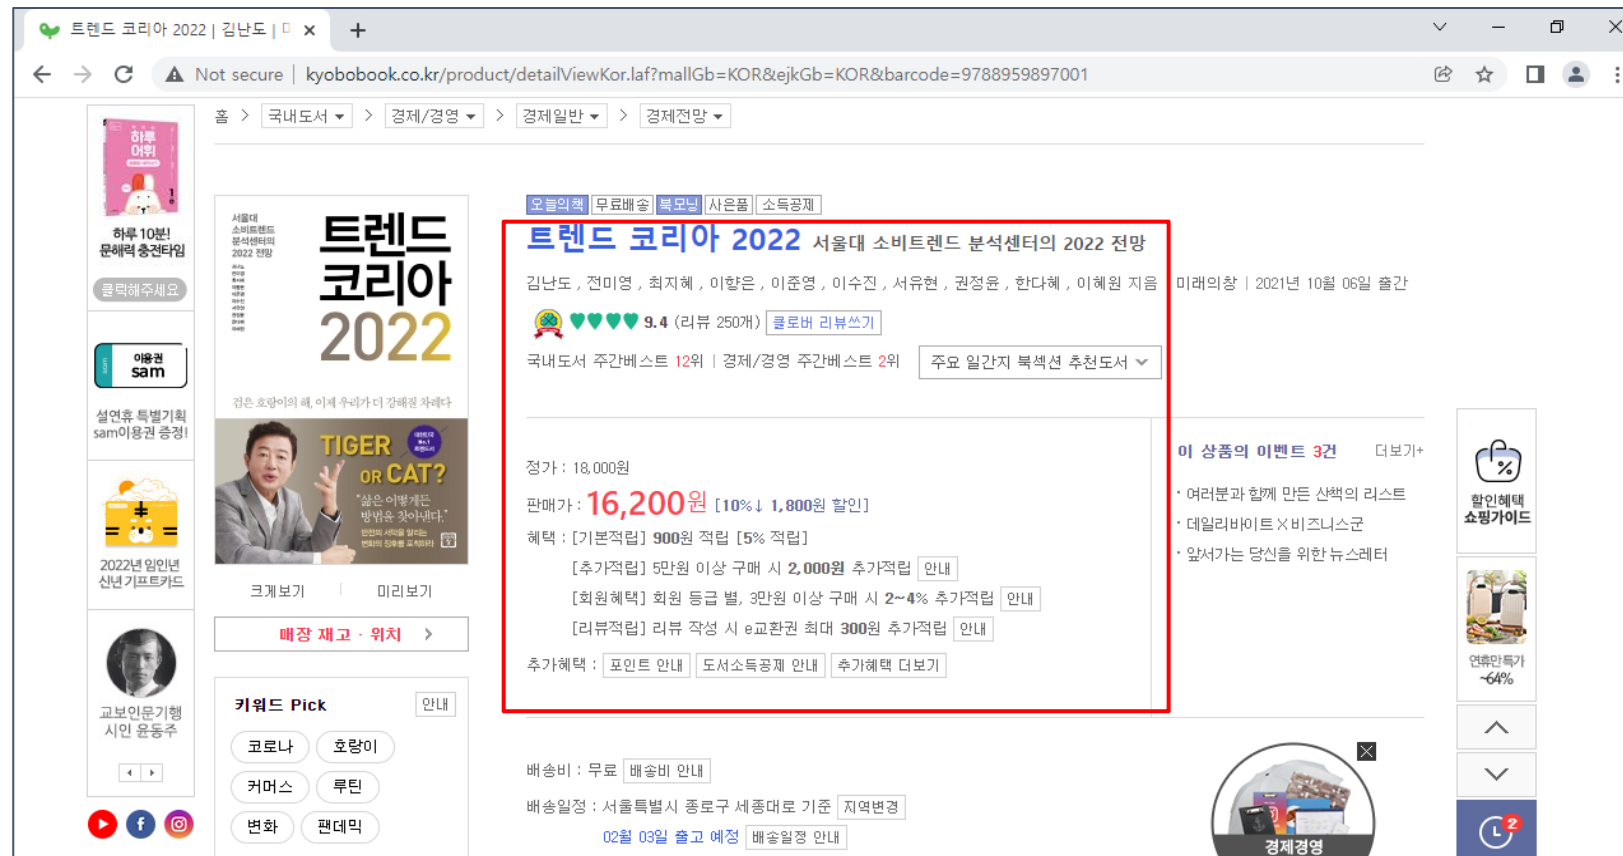 트렌드 코리아 2022 | 김난도 |
Not secure | kyobobook.co.kr/product/detailViewKor.laf?mallGb=KOR&ejkGb=KOR&barcode=9788959897001
홈 > 국내도서 > 경제/경영 > 경제일반 > 경제전망
하루
어휘
1
하루 10분!
문해력 충전타임
클릭해주세요
이용권
sam
설연휴 특별기획
sam이용권 증정!
2022년 임인년
신년 기프트카드
교보인문기행
시인 윤동주
서울대
소비트렌드
분석센터의
2022 전망
트렌드
코리아
2022
검은 호랑이의 해, 이제 우리가 더 강해질 차례다
TIGER
OR CAT?
"삶은 어떻게든
방법을 찾아낸다."
크게보기 | 미리보기
매장 재고 · 위치 >
키워드 Pick 안내
코로나 호랑이
커머스 루틴
변화 팬데믹
오늘의책 무료배송 북모닝 사은품 소득공제
트렌드 코리아 2022 서울대 소비트렌드 분석센터의 2022 전망
김난도 , 전미영 , 최지혜 , 이향은 , 이준영 , 이수진 , 서유현 , 권정윤 , 한다혜 , 이혜원 지음 | 미래의창 | 2021년 10월 06일 출간
9.4 (리뷰 250개) 클로버 리뷰쓰기
국내도서 주간베스트 12위 | 경제/경영 주간베스트 2위 주요 일간지 북섹션 추천도서
정가 : 18,000원
판매가 : 16,200원 [10%↓ 1,800원 할인]
혜택 : [기본적립] 900원 적립 [5% 적립]
[추가적립] 5만원 이상 구매 시 2,000원 추가적립 안내
[회원혜택] 회원 등급 별, 3만원 이상 구매 시 2~4% 추가적립 안내
[리뷰적립] 리뷰 작성 시 e교환권 최대 300원 추가적립 안내
추가혜택 : 포인트 안내 도서소득공제 안내 추가혜택 더보기
이 상품의 이벤트 3건 더보기+
· 여러분과 함께 만든 산책의 리스트
· 데일리바이트 X 비즈니스군
· 앞서가는 당신을 위한 뉴스레터
배송비 : 무료 배송비 안내
배송일정 : 서울특별시 종로구 세종대로 기준 지역변경
02월 03일 출고 예정 배송일정 안내
경제경영
할인혜택
쇼핑가이드
연휴만특가
~64%
2